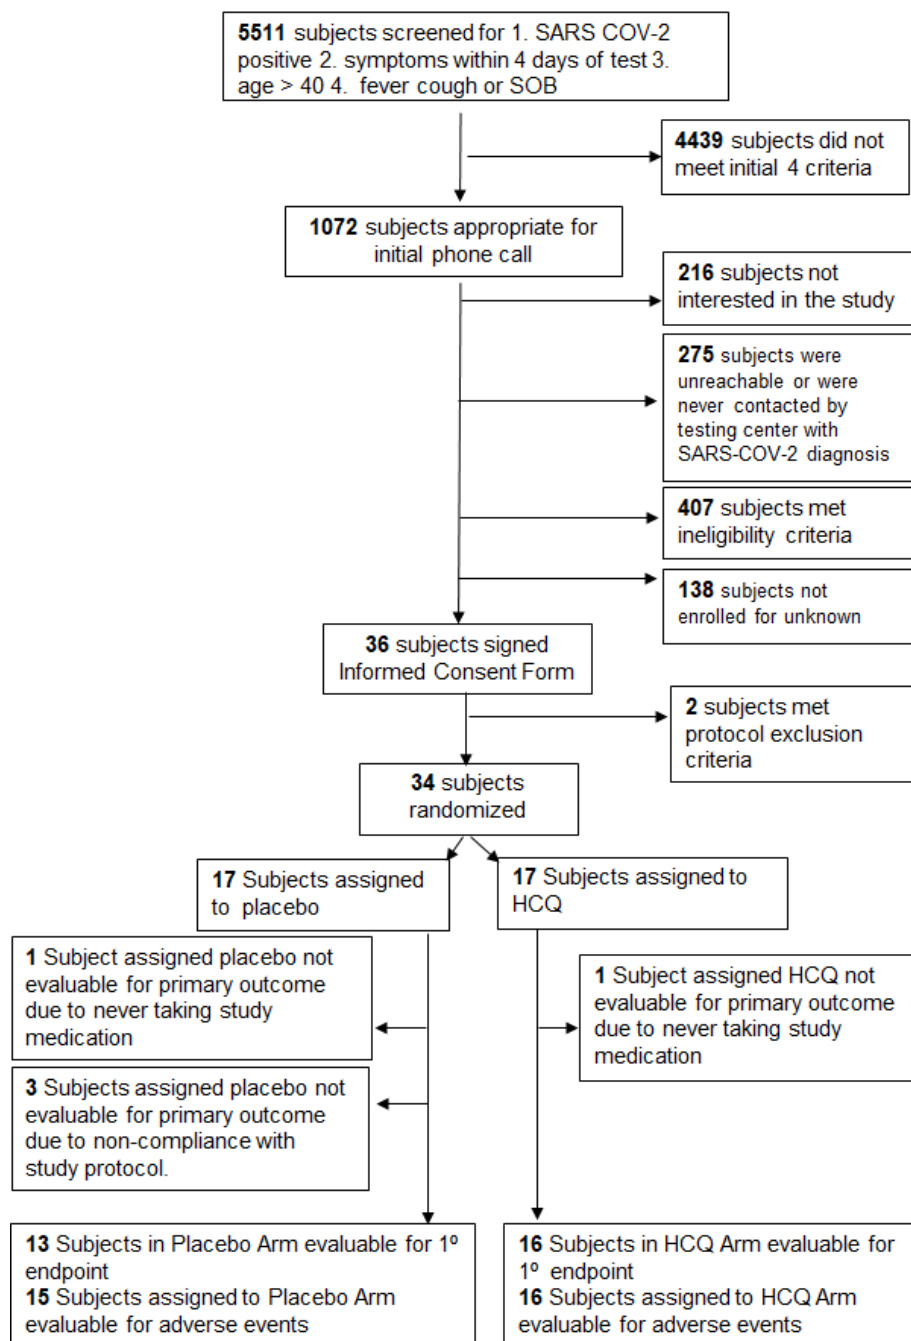 5511 subjects screened for 1. SARS COV-2
positive 2. symptoms within 4 days of test 3.
age > 40 4. fever cough or SOB
4439 subjects did not
meet initial 4 criteria
1072 subjects appropriate for
initial phone call
216 subjects not
interested in the study
275 subjects were
unreachable or were
never contacted by
testing center with
SARS-COV-2 diagnosis
407 subjects met
ineligibility criteria
138 subjects not
enrolled for unknown
36 subjects signed
Informed Consent Form
2 subjects met
protocol exclusion
criteria
34 subjects
randomized
17 Subjects assigned
to placebo
17 Subjects assigned to
HCQ
1 Subject assigned placebo not
evaluable for primary outcome
due to never taking study
medication
1 Subject assigned HCQ not
evaluable for primary outcome
due to never taking study
medication
3 Subjects assigned placebo not
evaluable for primary outcome
due to non-compliance with
study protocol.
13 Subjects in Placebo Arm evaluable for 1º
endpoint
15 Subjects assigned to Placebo Arm
evaluable for adverse events
16 Subjects in HCQ Arm evaluable for
1º endpoint
16 Subjects assigned to HCQ Arm
evaluable for adverse events